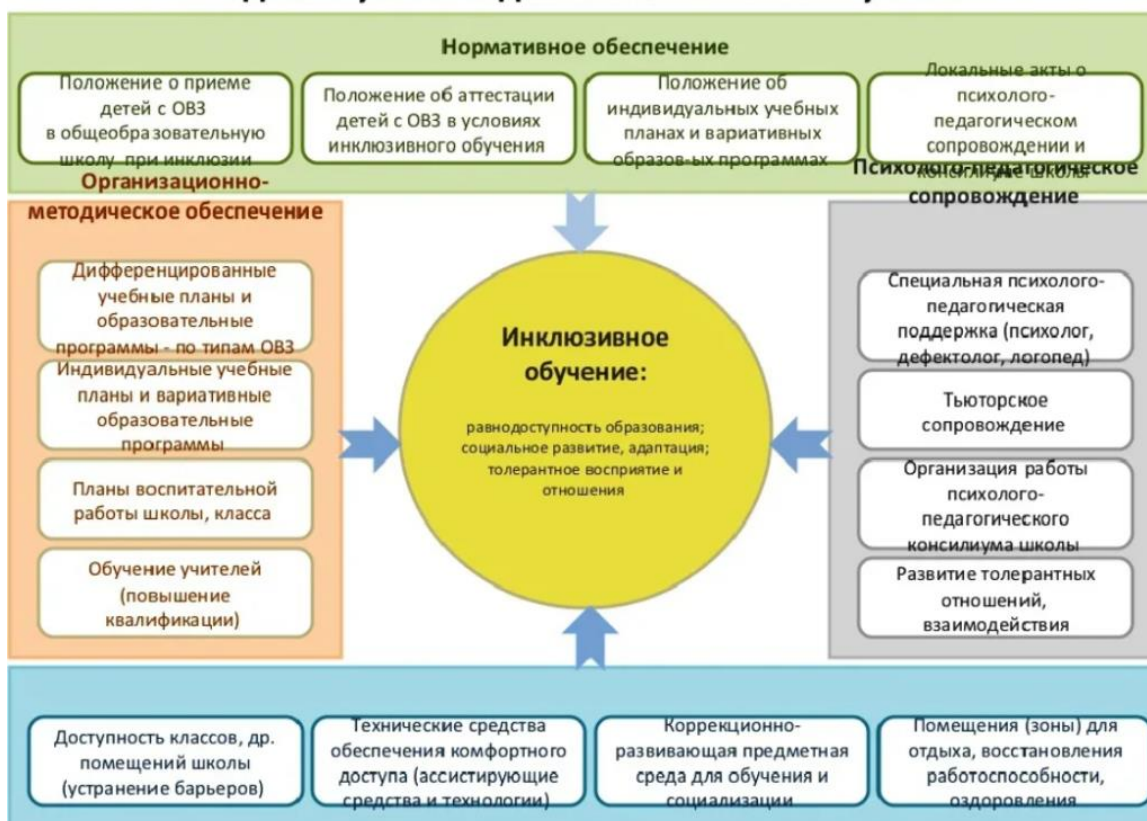 Нормативное обеспечение
Положение о приеме
детей с ОВЗ
в общеобразовательную
школу при инклюзии
Положение об аттестации
детей с ОВЗ в условиях
инклюзивного обучения
Положение об
индивидуальных учебных
планах и вариативных
образов-ых программах
Локальные акты о
психолого-
педагогическом
сопровождении и
консилиуме школы
Организационно-
методическое обеспечение
Дифференцированные
учебные планы и
образовательные
программы - по типам ОВЗ
Индивидуальные учебные
планы и вариативные
образовательные
программы
Планы воспитательной
работы школы, класса
Обучение учителей
(повышение
квалификации)
Инклюзивное
обучение:
равнодоступность образования;
социальное развитие, адаптация;
толерантное восприятие и
отношения
Психолого-педагогическое
сопровождение
Специальная психолого-
педагогическая
поддержка (психолог,
дефектолог, логопед)
Тьюторское
сопровождение
Организация работы
психолого-
педагогического
консилиума школы
Развитие толерантных
отношений,
взаимодействия
Доступность классов, др.
помещений школы
(устранение барьеров)
Технические средства
обеспечения комфортного
доступа (ассистирующие
средства и технологии)
Коррекционно-
развивающая предметная
среда для обучения и
социализации
Помещения (зоны) для
отдыха, восстановления
работоспособности,
оздоровления